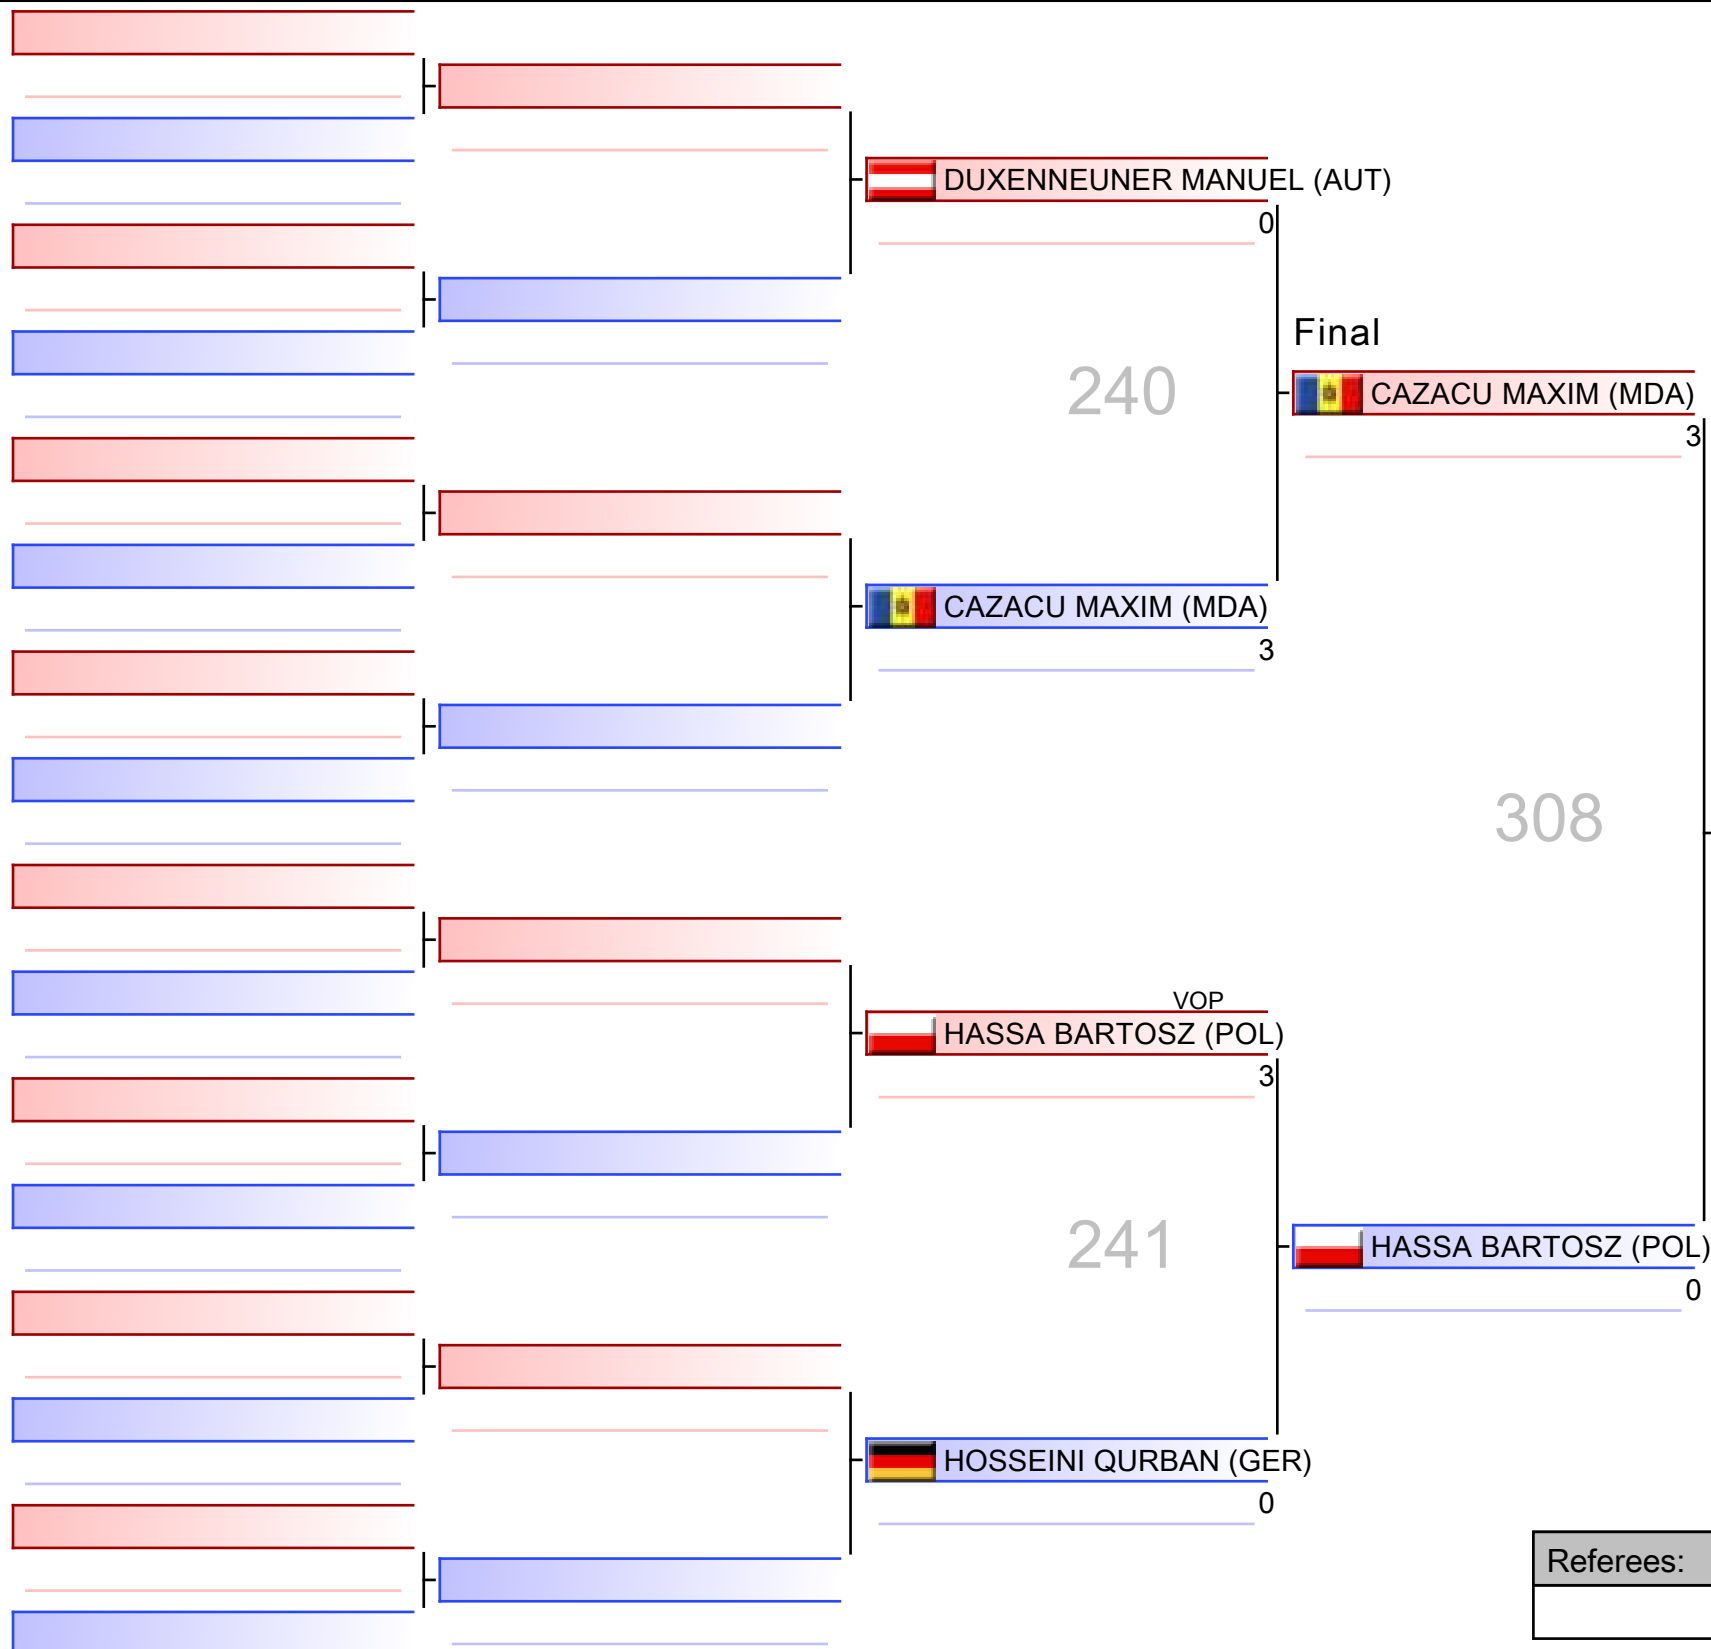 DUXENNEUNER MANUEL (AUT)
0
Final
240
CAZACU MAXIM (MDA)
3
CAZACU MAXIM (MDA)
3
308
VOP
HASSA BARTOSZ (POL)
3
241
HASSA BARTOSZ (POL)
0
HOSSEINI QURBAN (GER)
0
Referees: